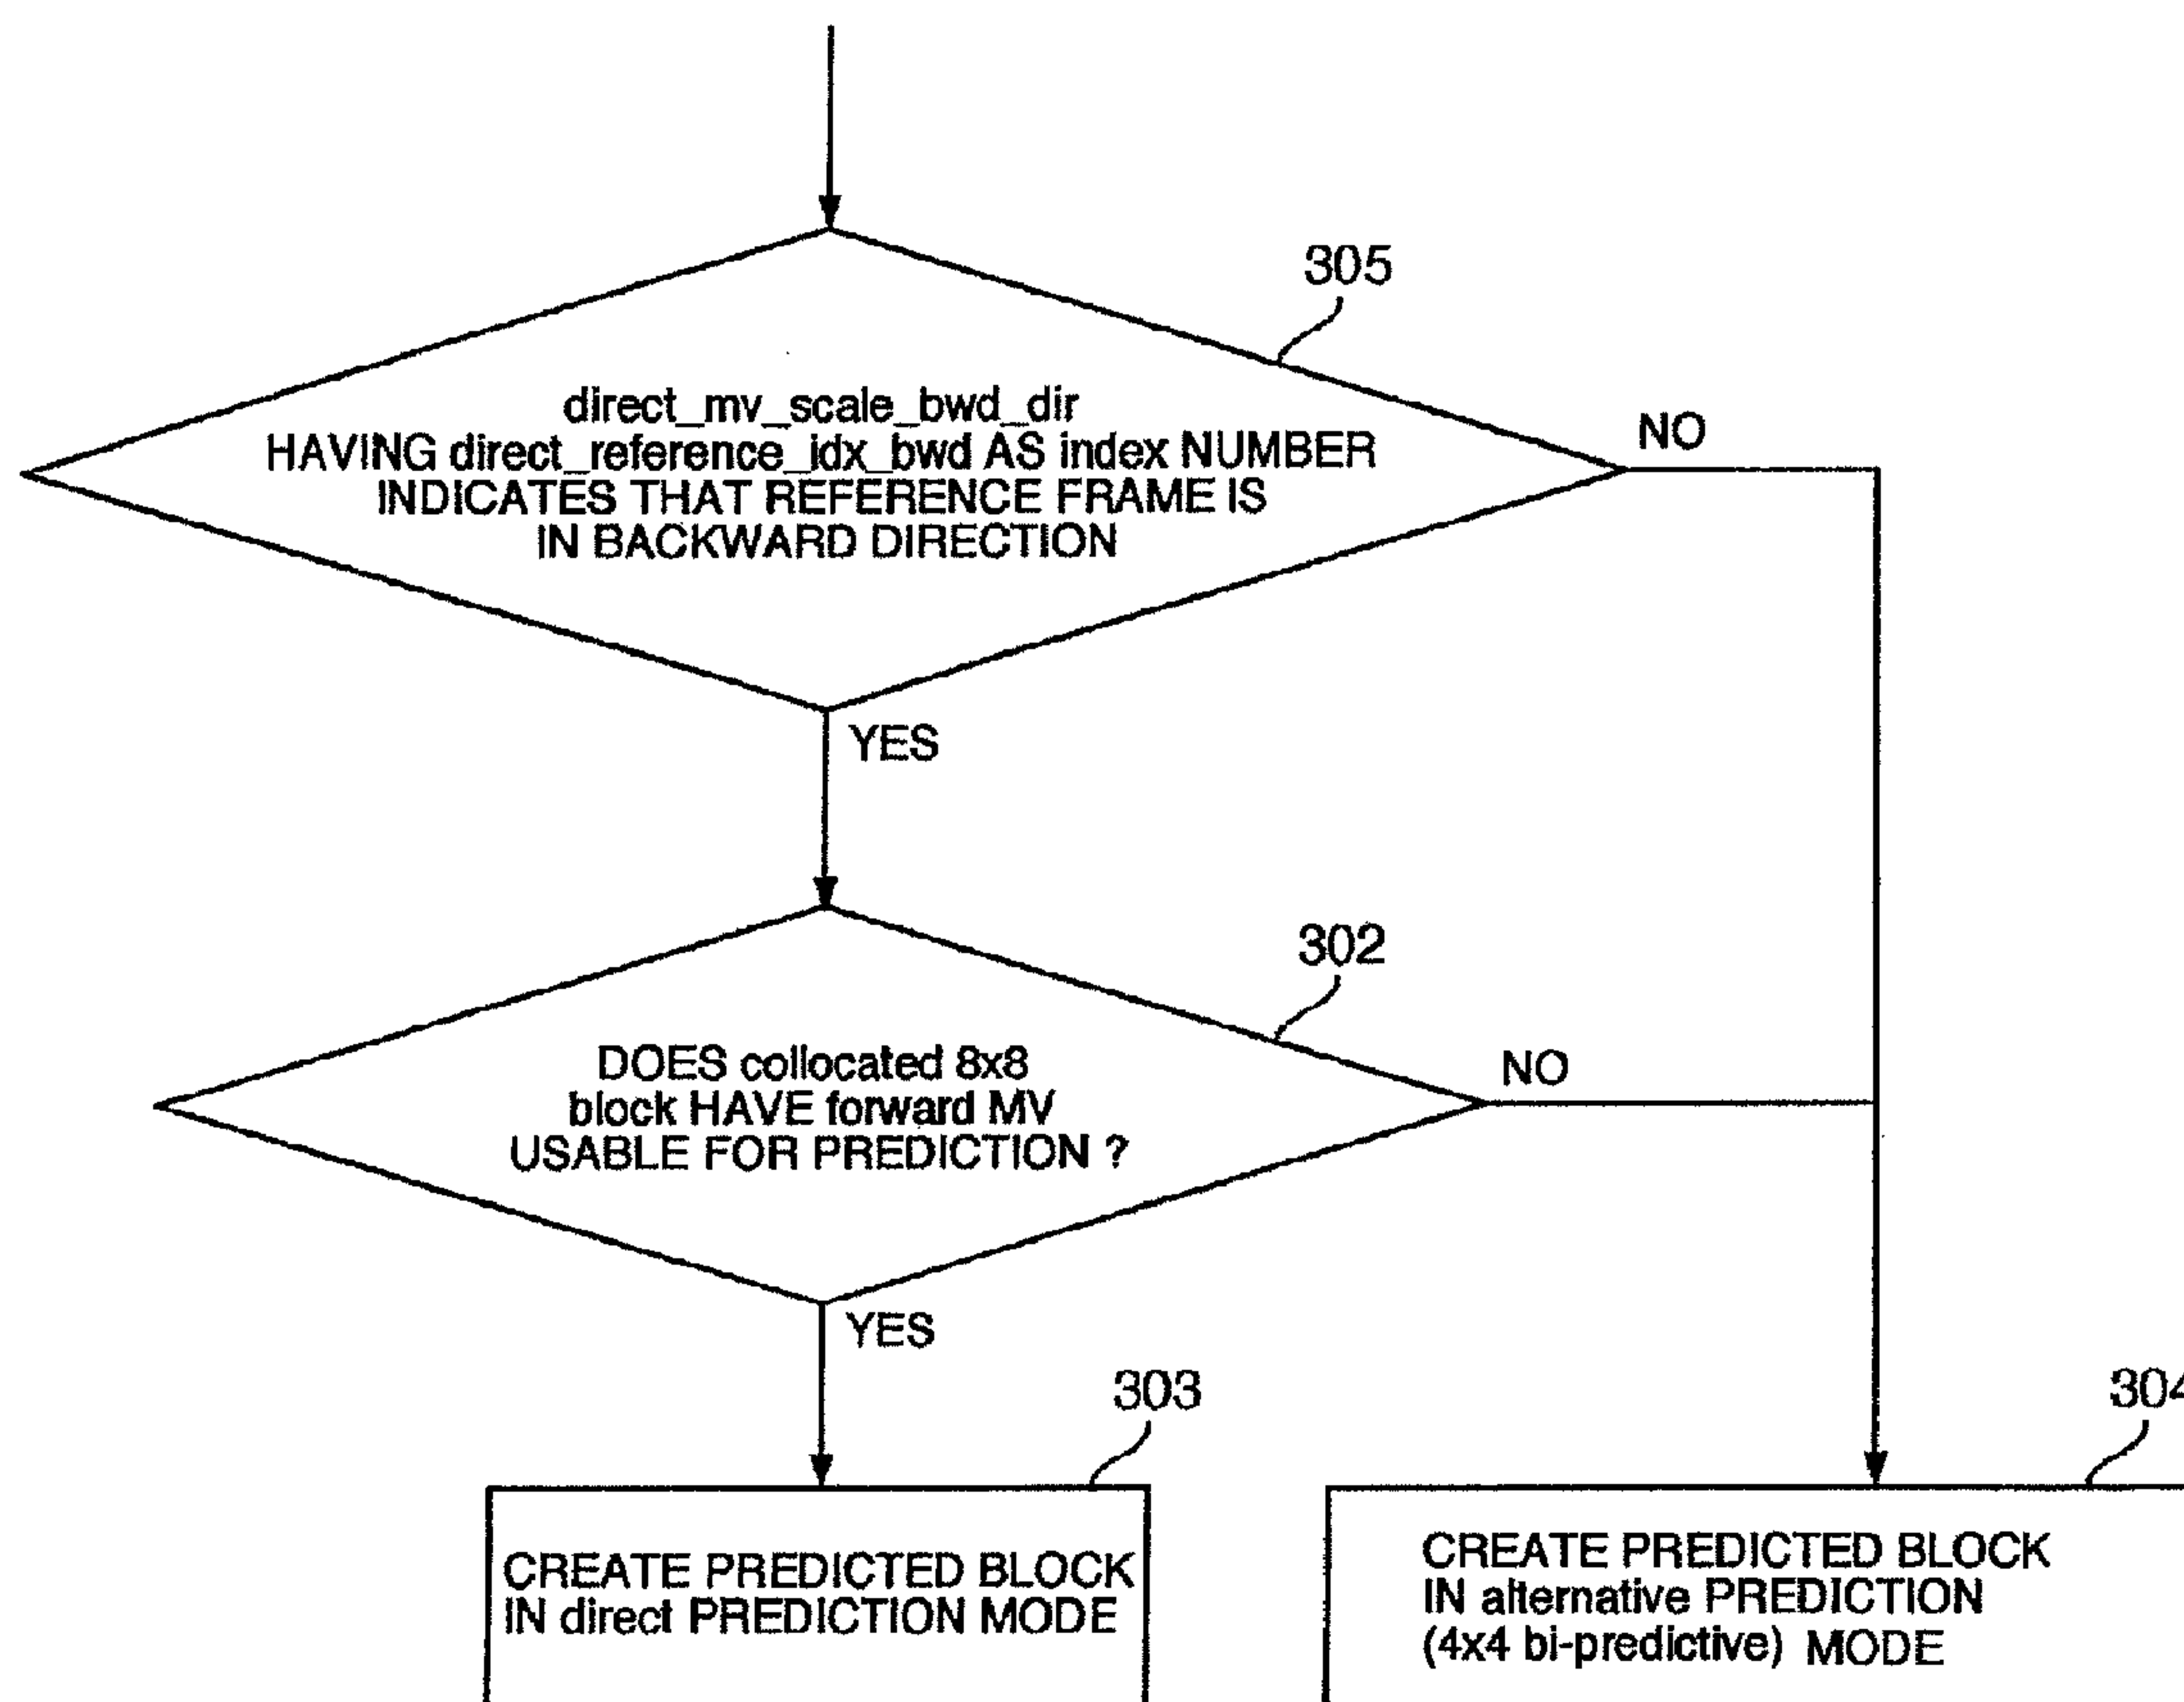 305
direct_mv_scale_bwd_dir
HAVING direct_reference_idx_bwd AS index NUMBER
INDICATES THAT REFERENCE FRAME IS
IN BACKWARD DIRECTION
NO
YES
302
DOES collocated 8x8
block HAVE forward MV
USABLE FOR PREDICTION ?
NO
YES
303
CREATE PREDICTED BLOCK
IN direct PREDICTION MODE
304
CREATE PREDICTED BLOCK
IN alternative PREDICTION
(4x4 bi-predictive) MODE